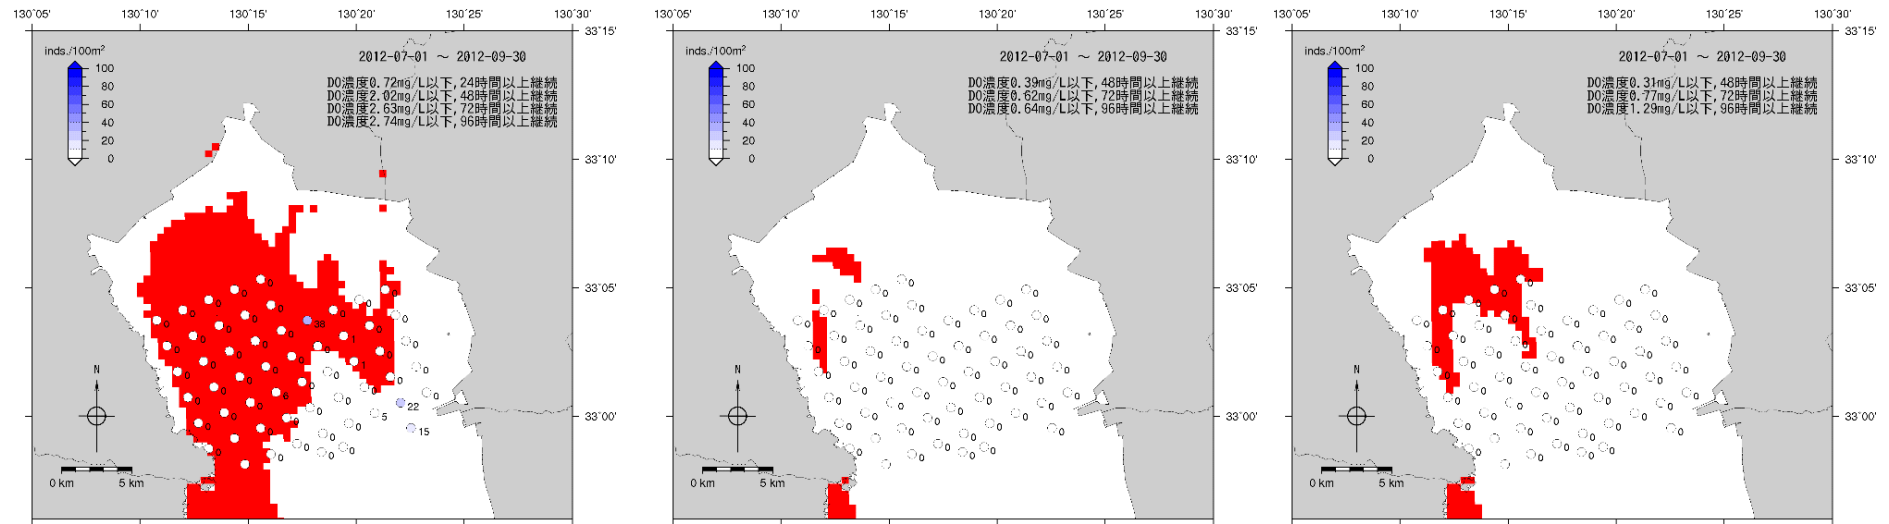 130˚05' 130˚10' 130˚15' 130˚20' 130˚25' 130˚30'
33˚15'
33˚10'
33˚05'
33˚00'
inds./100m²
100
80
60
40
20
0
2012-07-01 ～ 2012-09-30
DO濃度0.72mg/L以下,24時間以上継続
DO濃度2.02mg/L以下,48時間以上継続
DO濃度2.63mg/L以下,72時間以上継続
DO濃度2.74mg/L以下,96時間以上継続
38
1
1
22
5
15
N
0 km 5 km
130˚05' 130˚10' 130˚15' 130˚20' 130˚25' 130˚30'
33˚15'
33˚10'
33˚05'
33˚00'
inds./100m²
100
80
60
40
20
0
2012-07-01 ～ 2012-09-30
DO濃度0.39mg/L以下,48時間以上継続
DO濃度0.62mg/L以下,72時間以上継続
DO濃度0.64mg/L以下,96時間以上継続
N
0 km 5 km
130˚05' 130˚10' 130˚15' 130˚20' 130˚25' 130˚30'
33˚15'
33˚10'
33˚05'
33˚00'
inds./100m²
100
80
60
40
20
0
2012-07-01 ～ 2012-09-30
DO濃度0.31mg/L以下,48時間以上継続
DO濃度0.77mg/L以下,72時間以上継続
DO濃度1.29mg/L以下,96時間以上継続
N
0 km 5 km